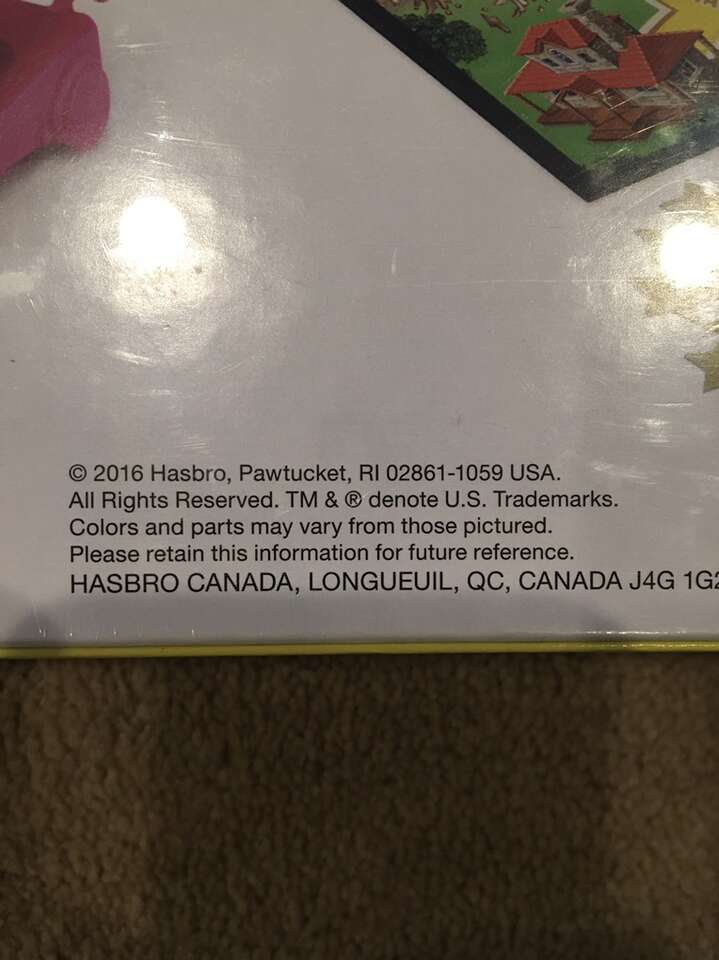 © 2016 Hasbro, Pawtucket, RI 02861-1059 USA.
All Rights Reserved. TM & ® denote U.S. Trademarks.
Colors and parts may vary from those pictured.
Please retain this information for future reference.
HASBRO CANADA, LONGUEUIL, QC, CANADA J4G 1G2